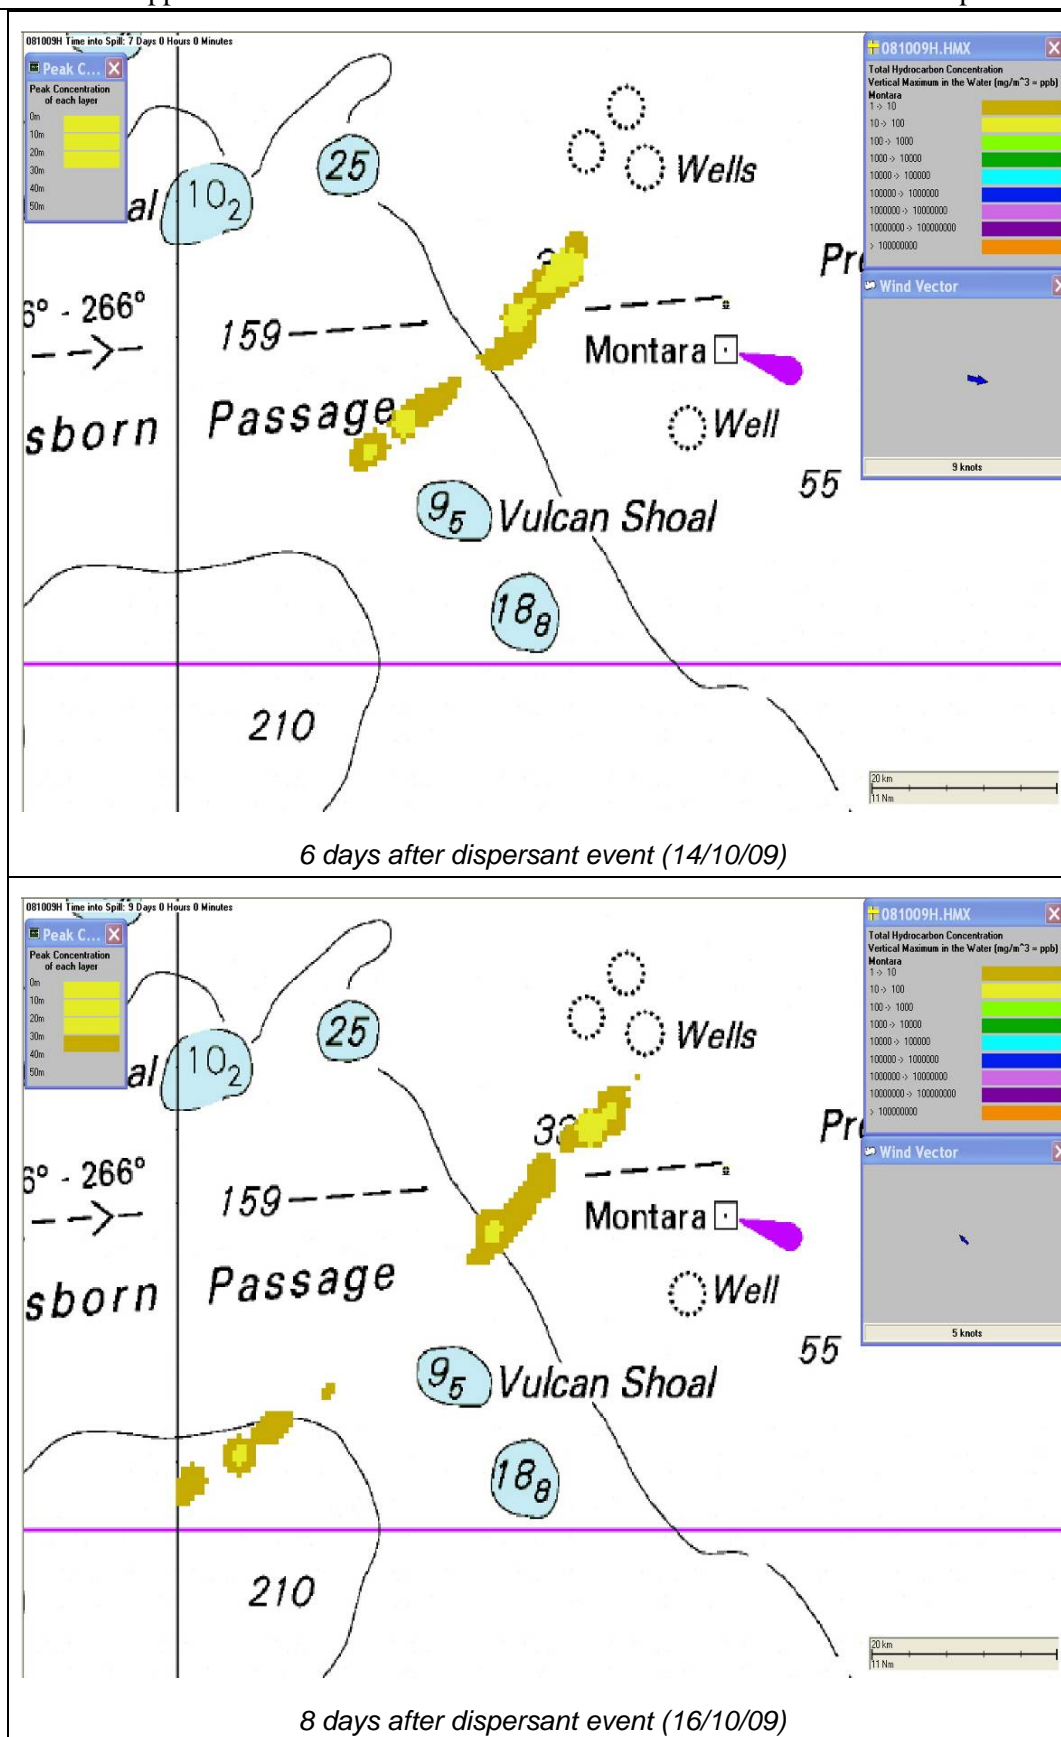 081009H Time into Spill: 7 Days 0 Hours 0 Minutes
Peak C...
Peak Concentration
of each layer
0m
10m
20m
30m
40m
50m
081009H.HMX
Total Hydrocarbon Concentration
Vertical Maximum in the Water (mg/m^3 = ppb)
Montara
1 -> 10
10 -> 100
100 -> 1000
1000 -> 10000
10000 -> 100000
100000 -> 1000000
1000000 -> 10000000
10000000 -> 100000000
> 100000000
Wind Vector
9 knots
25
10₂
al
Wells
6° - 266°
159
Montara
sborn Passage
Well
55
9₅ Vulcan Shoal
18₈
210
20 km
11 Nm
6 days after dispersant event (14/10/09)
081009H Time into Spill: 9 Days 0 Hours 0 Minutes
Peak C...
Peak Concentration
of each layer
0m
10m
20m
30m
40m
50m
081009H.HMX
Total Hydrocarbon Concentration
Vertical Maximum in the Water (mg/m^3 = ppb)
Montara
1 -> 10
10 -> 100
100 -> 1000
1000 -> 10000
10000 -> 100000
100000 -> 1000000
1000000 -> 10000000
10000000 -> 100000000
> 100000000
Wind Vector
5 knots
25
10₂
al
Wells
6° - 266°
159
Montara
sborn Passage
Well
55
9₅ Vulcan Shoal
18₈
210
20 km
11 Nm
8 days after dispersant event (16/10/09)